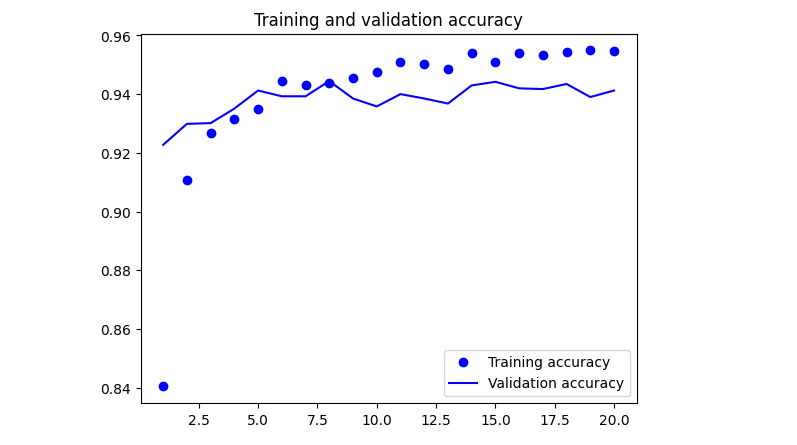 Training and validation accuracy
0.96
0.94
0.92
0.90
0.88
0.86
0.84
Training accuracy
Validation accuracy
2.5 5.0 7.5 10.0 12.5 15.0 17.5 20.0